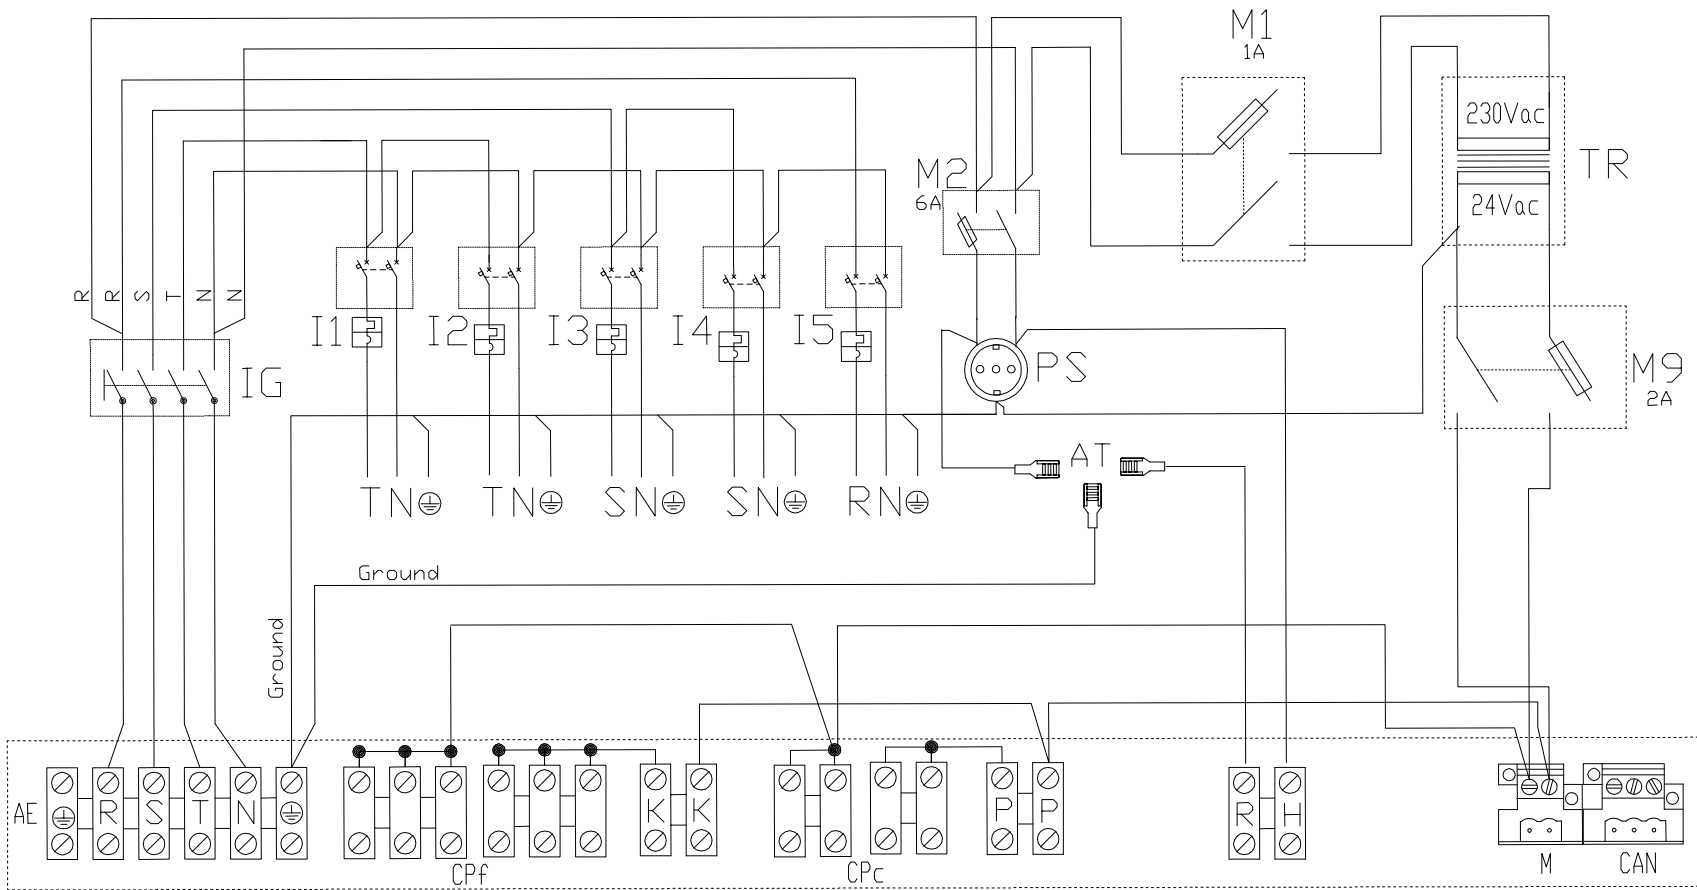 M1
1A
230Vac
TR
24Vac
M2
6A
R R S T N N
I1 I2 I3 I4 I5
IG
PS
M9
2A
AT
TN TN SN SN RN
Ground
Ground
AE R S T N K K P P R H
CPf CPc M CAN